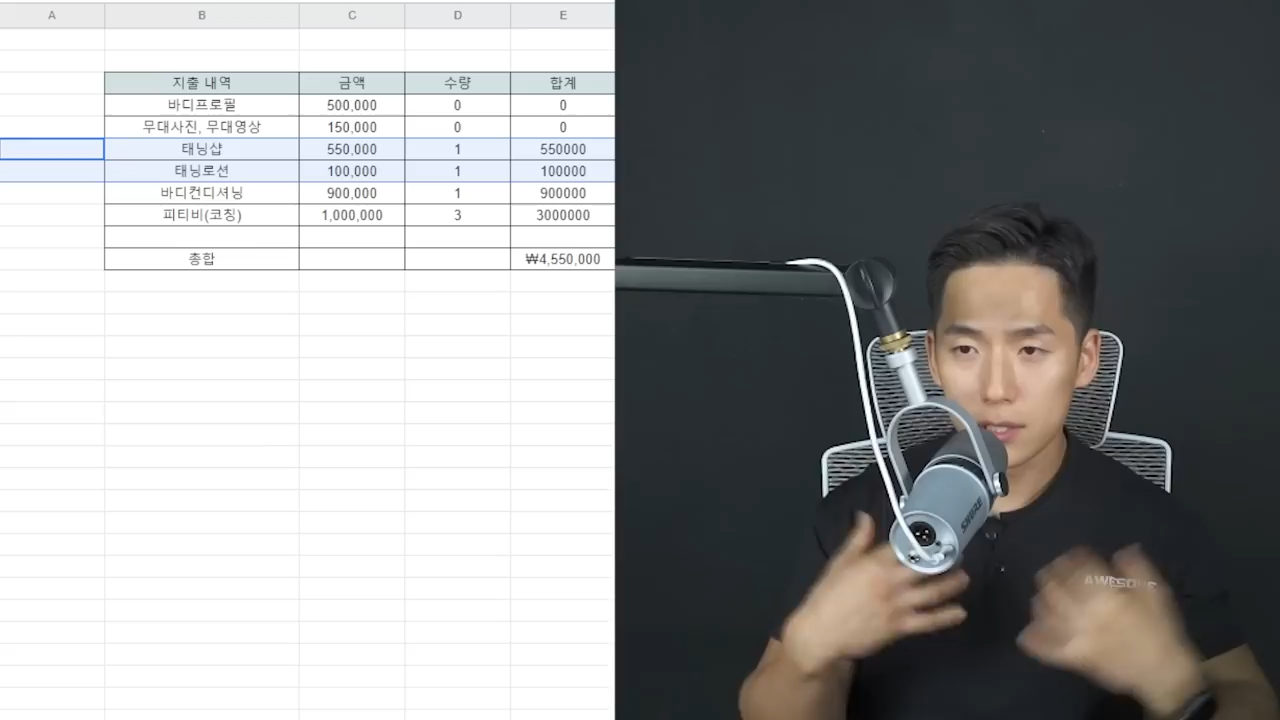 A B C D E
지출 내역 금액 수량 합계
바디프로필 500,000 0 0
무대사진, 무대영상 150,000 0 0
태닝샵 550,000 1 550000
태닝로션 100,000 1 100000
바디컨디셔닝 900,000 1 900000
피티비(코칭) 1,000,000 3 3000000
총합 ₩4,550,000
SHURE
AWESOME